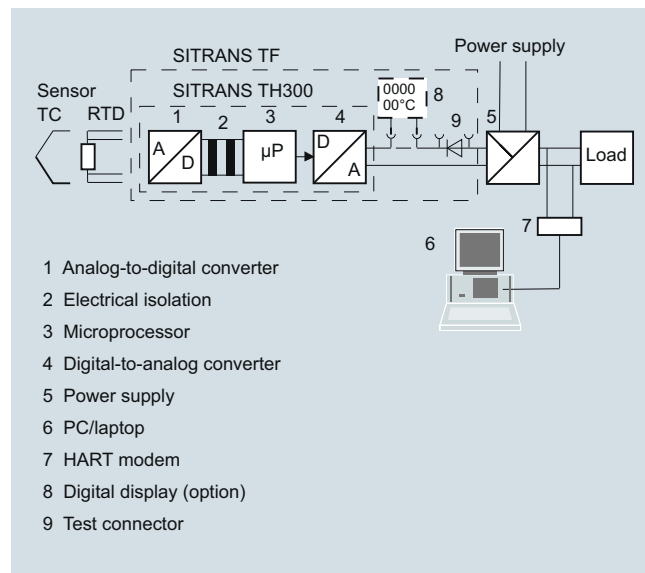 Power supply
SITRANS TF
Sensor
SITRANS TH300
0000
00°C
8
TC
RTD
1
2
3
4
9
5
A
D
µP
D
A
Load
7
6
1 Analog-to-digital converter
2 Electrical isolation
3 Microprocessor
4 Digital-to-analog converter
5 Power supply
6 PC/laptop
7 HART modem
8 Digital display (option)
9 Test connector